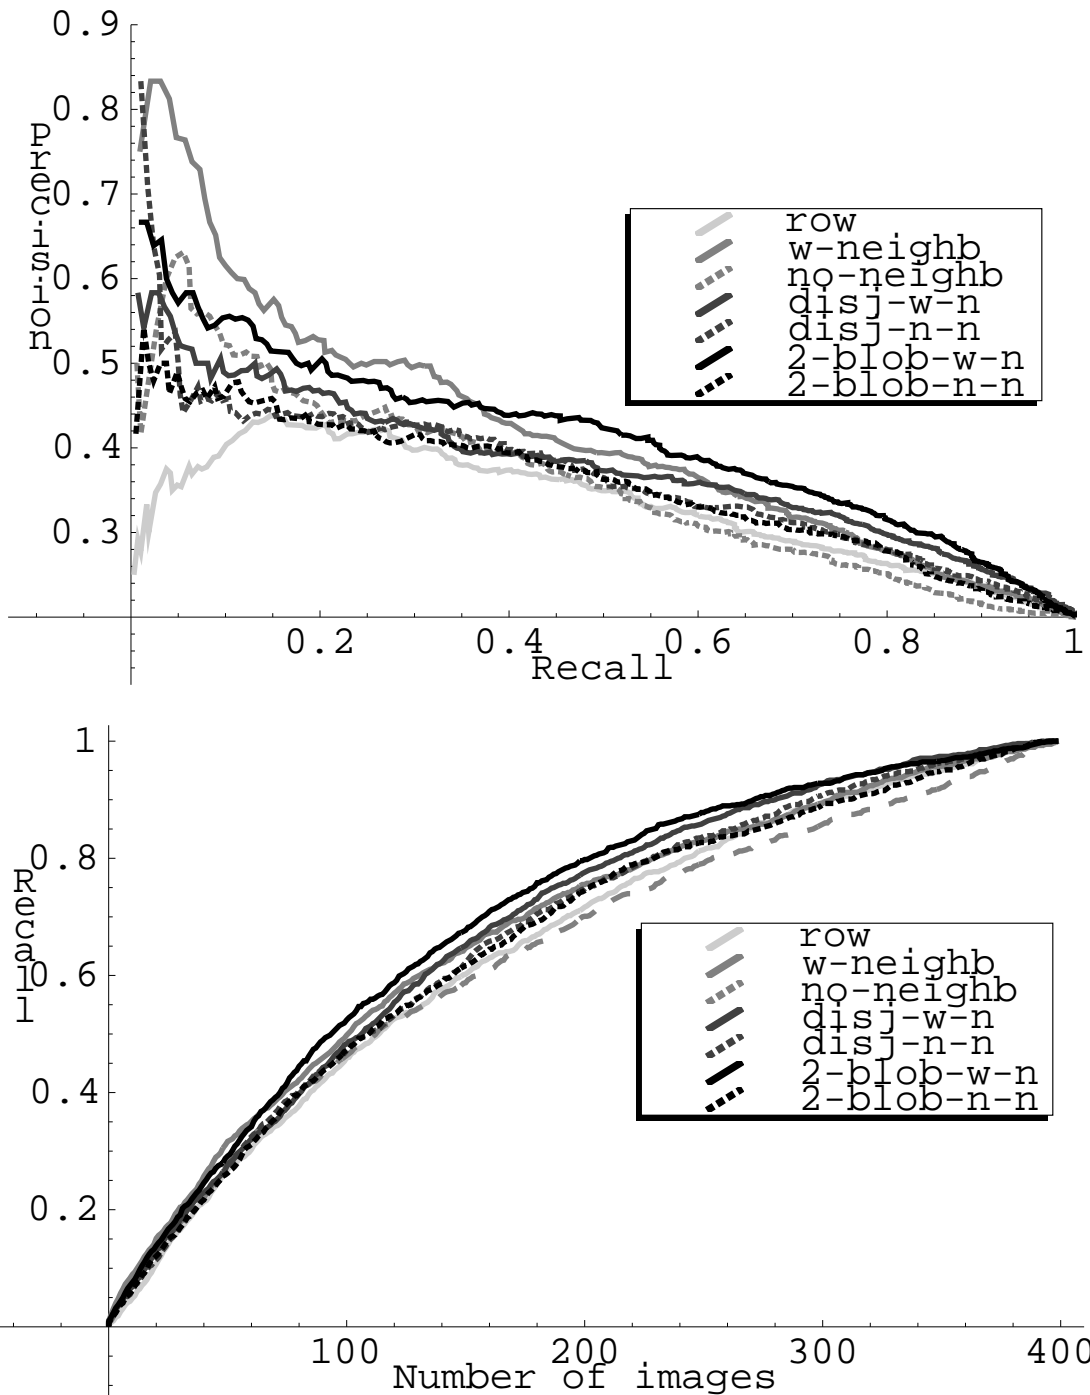 0.9
0.8
0.7
0.6
0.5
0.4
0.3
Precision
row
w-neighb
no-neighb
disj-w-n
disj-n-n
2-blob-w-n
2-blob-n-n
0.2 0.4 0.6 0.8 1
Recall
1
0.8
0.6
0.4
0.2
Recall
row
w-neighb
no-neighb
disj-w-n
disj-n-n
2-blob-w-n
2-blob-n-n
100 200 300 400
Number of images